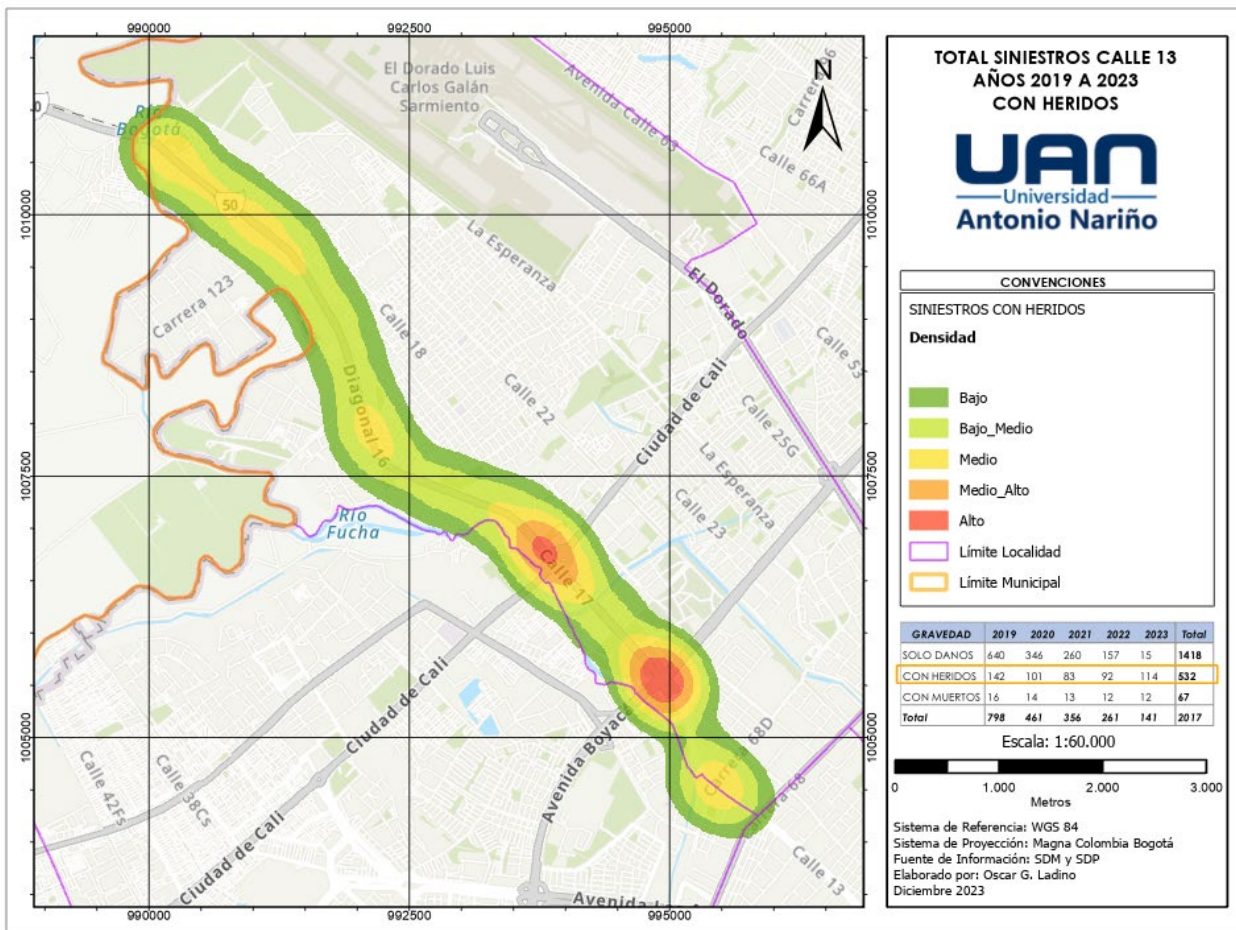 990000
992500
995000
1010000
1007500
1005000
1010000
1007500
1005000
990000
992500
995000
El Dorado Luis
Carlos Galán
Sarmiento
Avenida Calle 63
Calle 66A
Río
Bogotá
50
N
La Esperanza
El Dorado
Carrera 123
Calle 18
Calle 53
Ciudad de Cali
Calle 22
Calle 25G
Diagonal 16
La Esperanza
Calle 23
Río
Fucha
Calle 17
Ciudad de Cali
Avenida Boyacá
Calle 42Fs
Calle 38Cs
Ciudad de Cali
Calle 13
TOTAL SINIESTROS CALLE 13
AÑOS 2019 A 2023
CON HERIDOS
UAN
Universidad
Antonio Nariño
CONVENCIONES
SINIESTROS CON HERIDOS
Densidad
Bajo
Bajo_Medio
Medio
Medio_Alto
Alto
Límite Localidad
Límite Municipal
GRAVEDAD 2019 2020 2021 2022 2023 Total
SOLO DANOS 640 346 260 157 15 1418
CON HERIDOS 142 101 83 92 114 532
CON MUERTOS 16 14 13 12 12 67
Total 798 461 356 261 141 2017
Escala: 1:60.000
0 1.000 2.000 3.000
Metros
Sistema de Referencia: WGS 84
Sistema de Proyección: Magna Colombia Bogotá
Fuente de Información: SDM y SDP
Elaborado por: Oscar G. Ladino
Diciembre 2023